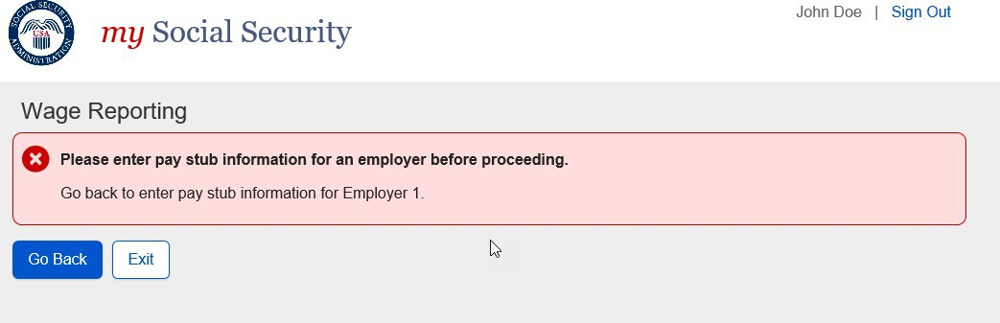 SOCIAL SECURITY
USA
ADMINISTRATION
my Social Security
John Doe | Sign Out
Wage Reporting
Please enter pay stub information for an employer before proceeding.
Go back to enter pay stub information for Employer 1.
Go Back
Exit